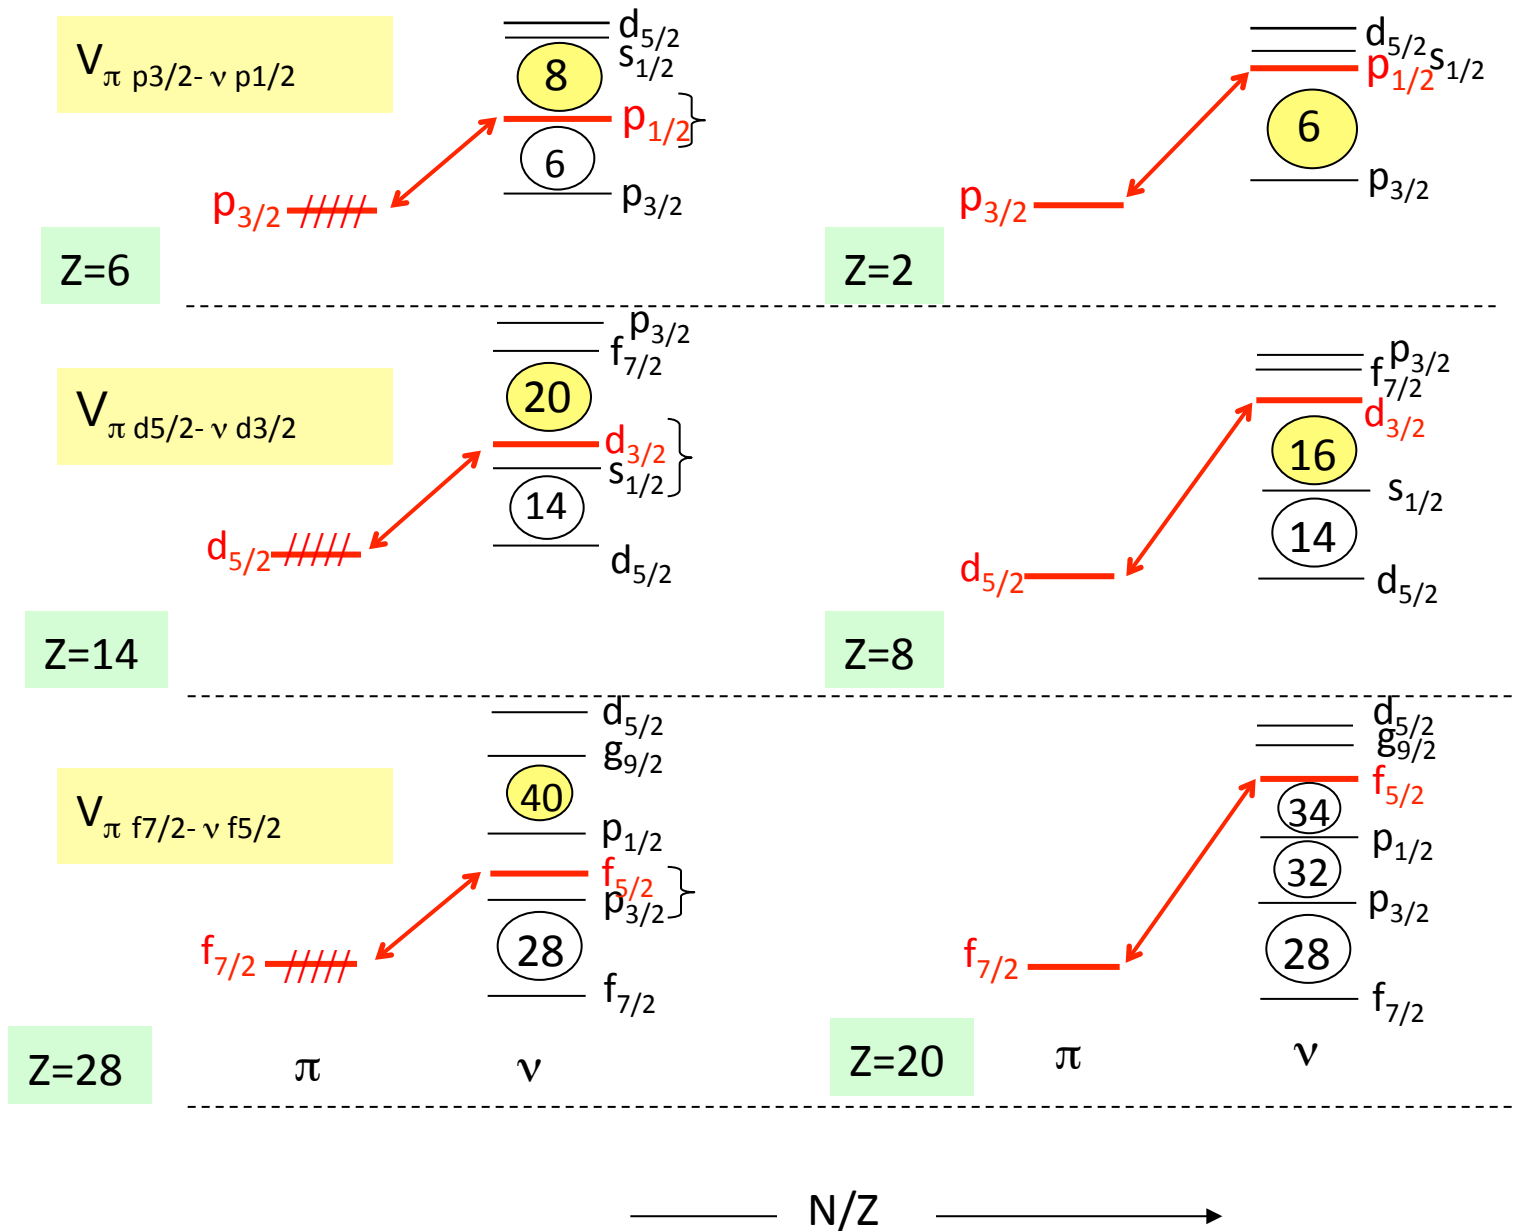 V π p3/2- ν p1/2
d5/2
s1/2
8
p1/2
6
p3/2
p3/2
Z=6
d5/2
s1/2
p1/2
6
p3/2
p3/2
Z=2
V π d5/2- ν d3/2
p3/2
f7/2
20
d3/2
s1/2
14
d5/2
d5/2
Z=14
p3/2
f7/2
d3/2
16
s1/2
14
d5/2
d5/2
Z=8
V π f7/2- ν f5/2
d5/2
g9/2
40
p1/2
f5/2
p3/2
28
f7/2
f7/2
Z=28
π
ν
d5/2
g9/2
f5/2
34
p1/2
32
p3/2
28
f7/2
f7/2
Z=20
π
ν
N/Z